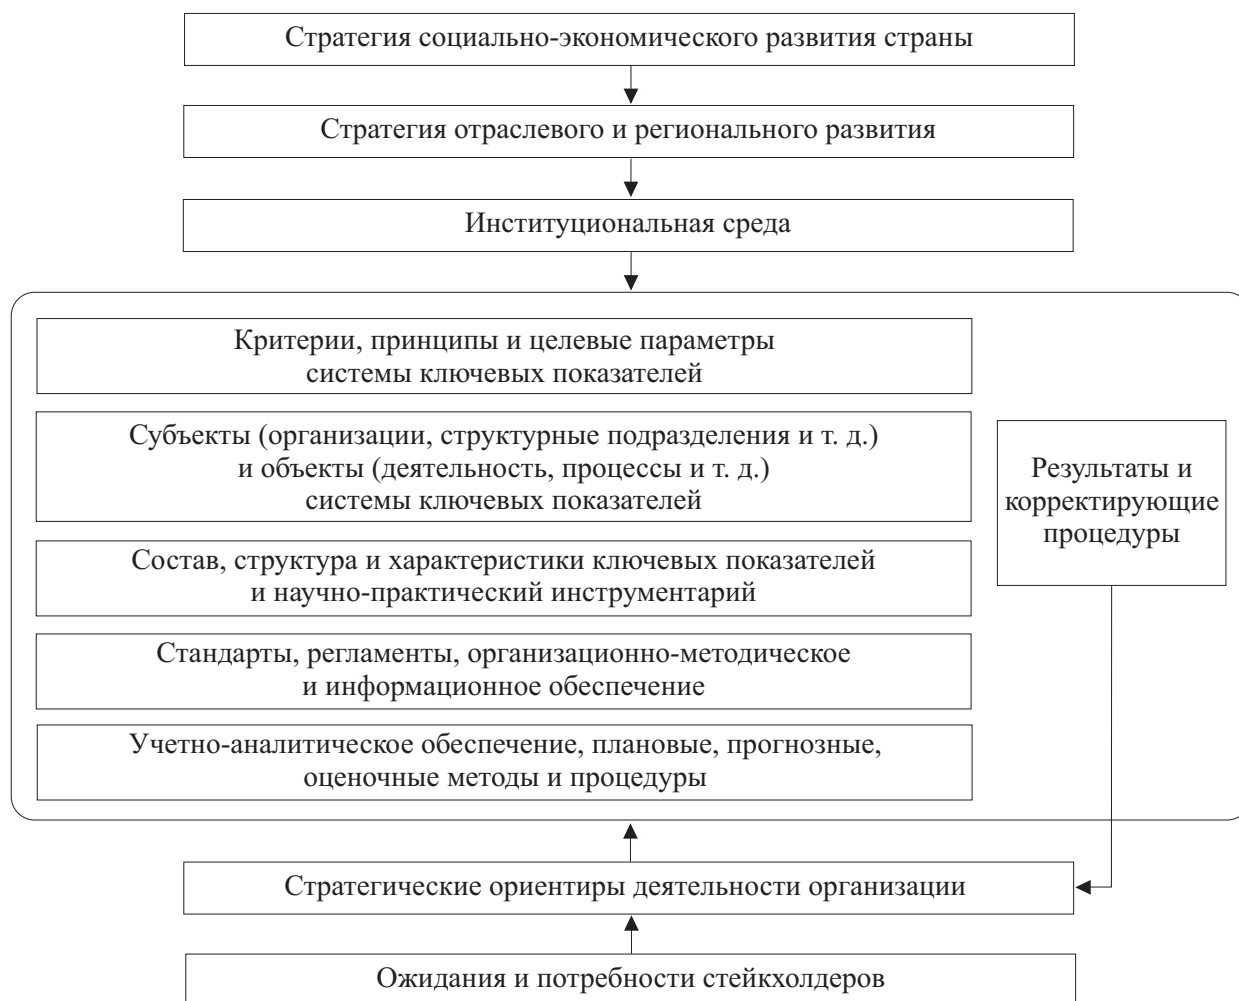 Стратегия социально-экономического развития страны
Стратегия отраслевого и регионального развития
Институциональная среда
Критерии, принципы и целевые параметры
системы ключевых показателей
Субъекты (организации, структурные подразделения и т. д.)
и объекты (деятельность, процессы и т. д.)
системы ключевых показателей
Состав, структура и характеристики ключевых показателей
и научно-практический инструментарий
Стандарты, регламенты, организационно-методическое
и информационное обеспечение
Учетно-аналитическое обеспечение, плановые, прогнозные,
оценочные методы и процедуры
Результаты и
корректирующие
процедуры
Стратегические ориентиры деятельности организации
Ожидания и потребности стейкхолдеров